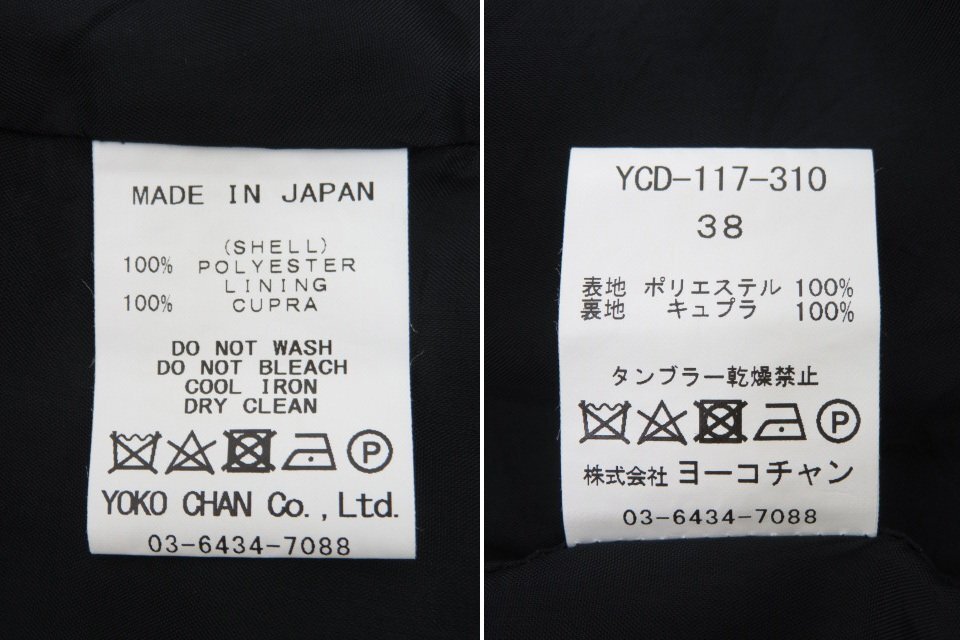 MADE IN JAPAN
(SHELL)
100% POLYESTER
LINING
100% CUPRA
DO NOT WASH
DO NOT BLEACH
COOL IRON
DRY CLEAN
P
YOKO CHAN Co.,Ltd.
03-6434-7088
YCD-117-310
38
表地 ポリエステル 100%
裏地 キュプラ 100%
タンブラー乾燥禁止
P
株式会社 ヨーコチャン
03-6434-7088